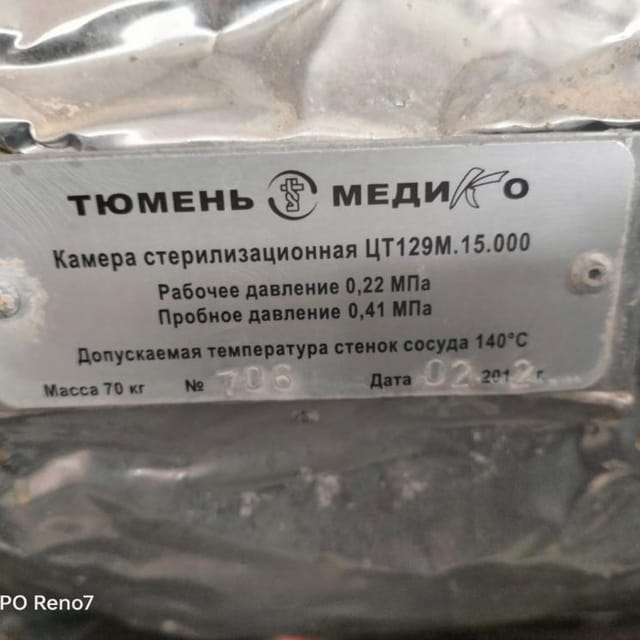 ТЮМЕНЬ МЕДИКО
Камера стерилизационная ЦТ129М.15.000
Рабочее давление 0,22 МПа
Пробное давление 0,41 МПа
Допускаемая температура стенок сосуда 140°С
Масса 70 кг № 706 Дата 02 2012 г.
PO Reno7